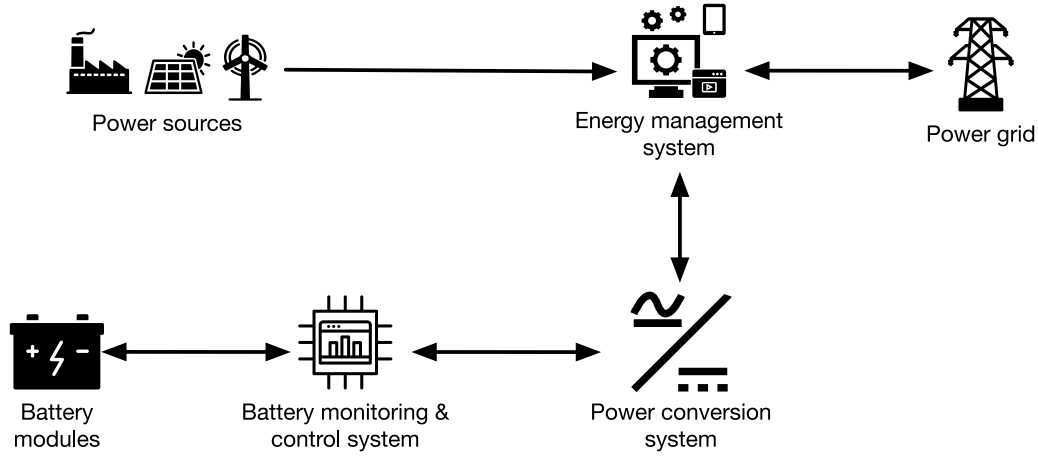 Power sources
Energy management
system
Power grid
Battery
modules
Battery monitoring &
control system
Power conversion
system